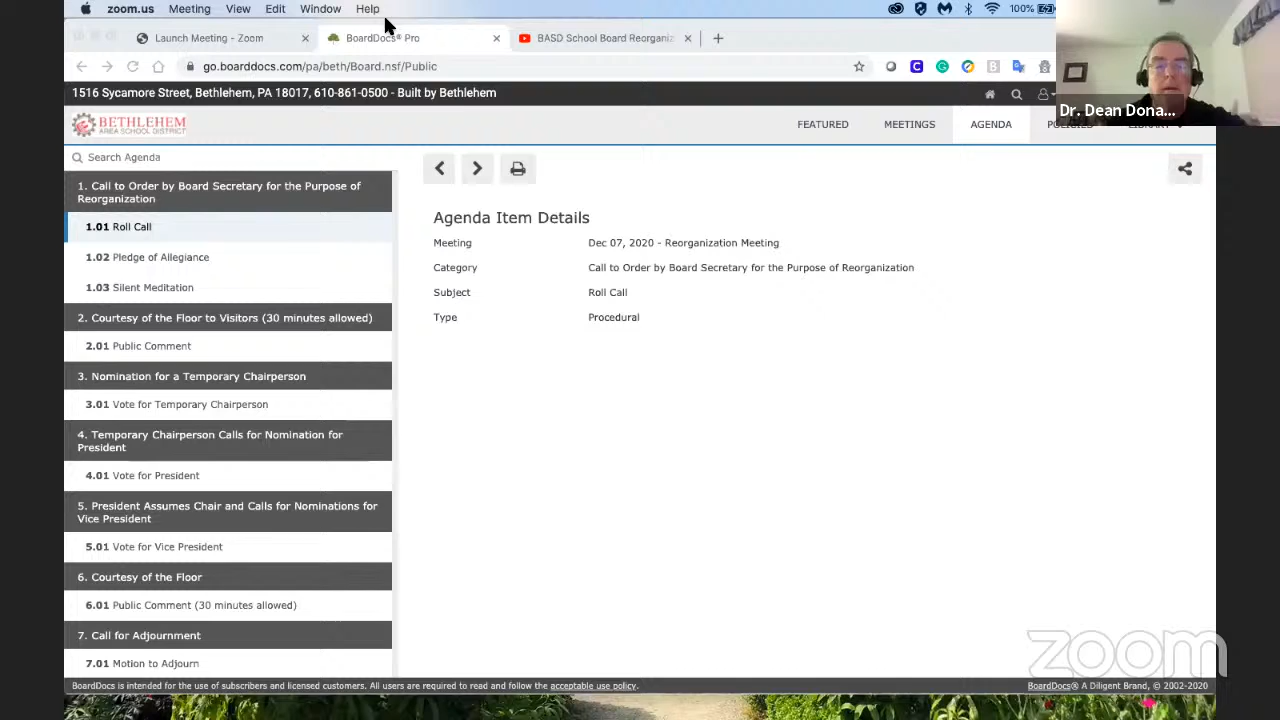 zoom.us Meeting View Edit Window Help
100%
Launch Meeting - Zoom
BoardDocs® Pro
BASD School Board Reorganiz
go.boarddocs.com/pa/beth/Board.nsf/Public
1516 Sycamore Street, Bethlehem, PA 18017, 610-861-0500 - Built by Bethlehem
Dr. Dean Dona...
BETHLEHEM
AREA SCHOOL DISTRICT
FEATURED MEETINGS AGENDA POLICIES LIBRARY
Search Agenda
1. Call to Order by Board Secretary for the Purpose of
Reorganization
1.01 Roll Call
1.02 Pledge of Allegiance
1.03 Silent Meditation
2. Courtesy of the Floor to Visitors (30 minutes allowed)
2.01 Public Comment
3. Nomination for a Temporary Chairperson
3.01 Vote for Temporary Chairperson
4. Temporary Chairperson Calls for Nomination for
President
4.01 Vote for President
5. President Assumes Chair and Calls for Nominations for
Vice President
5.01 Vote for Vice President
6. Courtesy of the Floor
6.01 Public Comment (30 minutes allowed)
7. Call for Adjournment
7.01 Motion to Adjourn
Agenda Item Details
Meeting Dec 07, 2020 - Reorganization Meeting
Category Call to Order by Board Secretary for the Purpose of Reorganization
Subject Roll Call
Type Procedural
zoom
BoardDocs is intended for the use of subscribers and licensed customers. All users are required to read and follow the acceptable use policy.
BoardDocs® A Diligent Brand, © 2002-2020